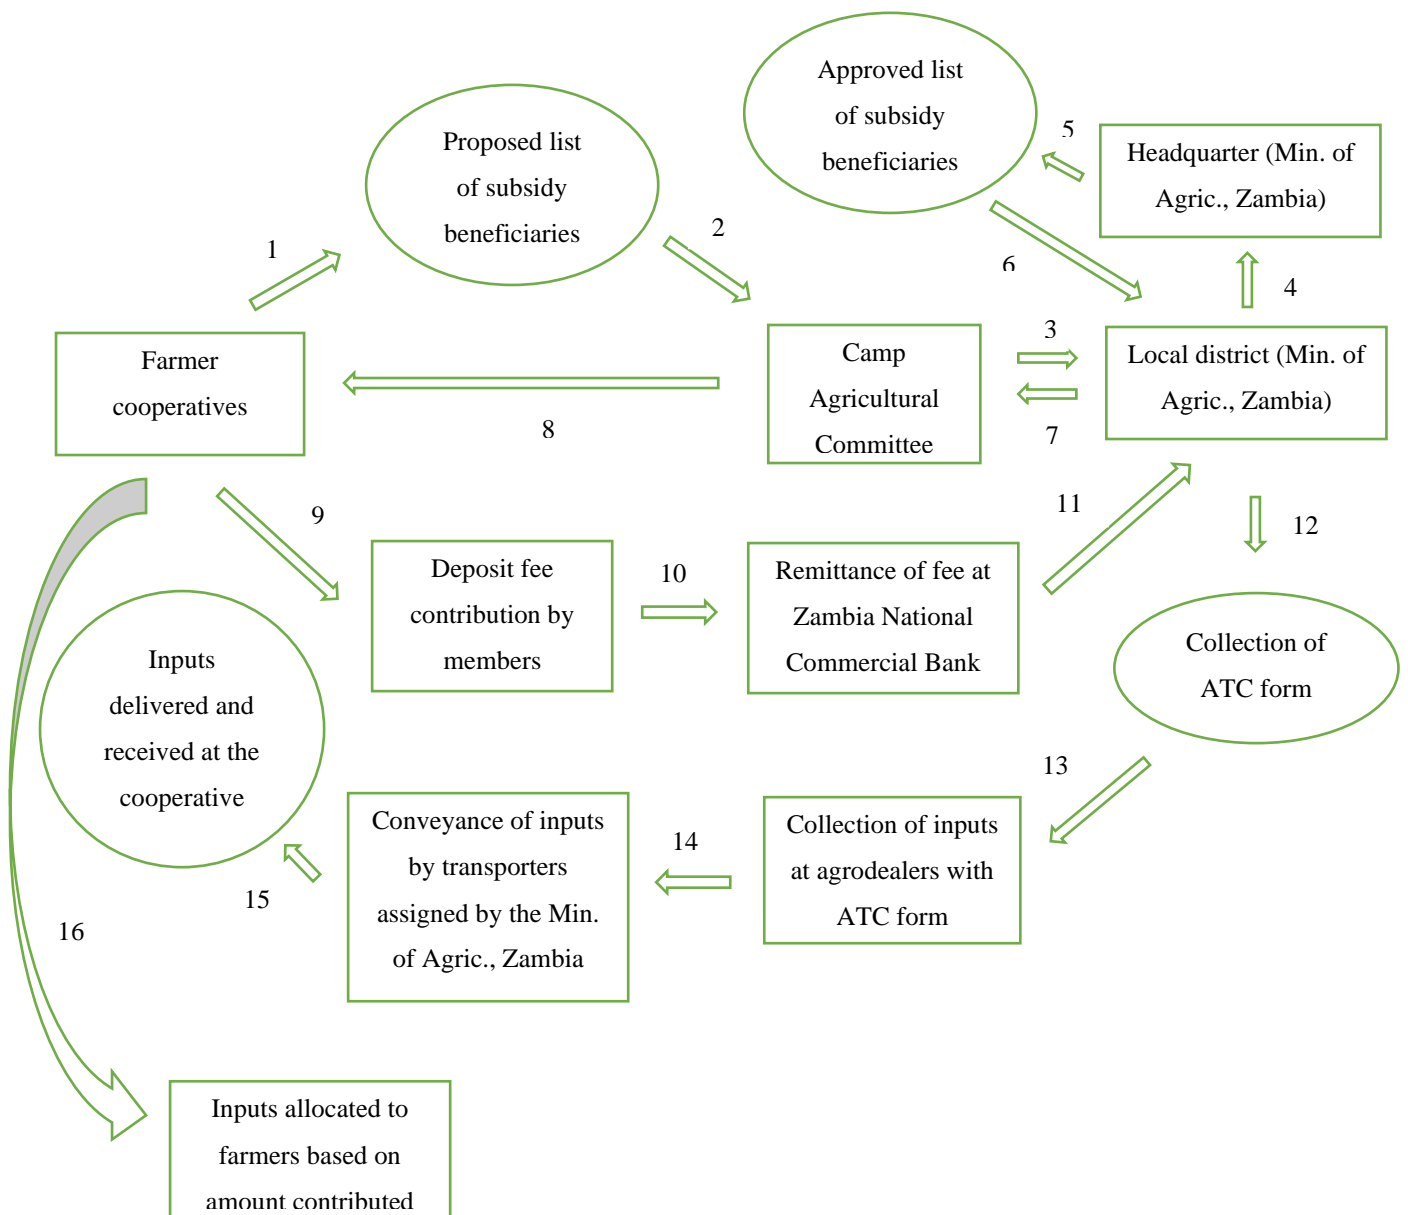 Approved list
of subsidy
beneficiaries
5
Headquarter (Min. of
Agric., Zambia)
Proposed list
of subsidy
beneficiaries
1
2
6
4
Farmer
cooperatives
8
Camp
Agricultural
Committee
3
7
Local district (Min. of
Agric., Zambia)
9
11
12
Deposit fee
contribution by
members
10
Remittance of fee at
Zambia National
Commercial Bank
Collection of
ATC form
Inputs
delivered and
received at the
cooperative
13
Conveyance of inputs
by transporters
assigned by the Min.
of Agric., Zambia
14
Collection of inputs
at agrodealers with
ATC form
15
16
Inputs allocated to
farmers based on
amount contributed